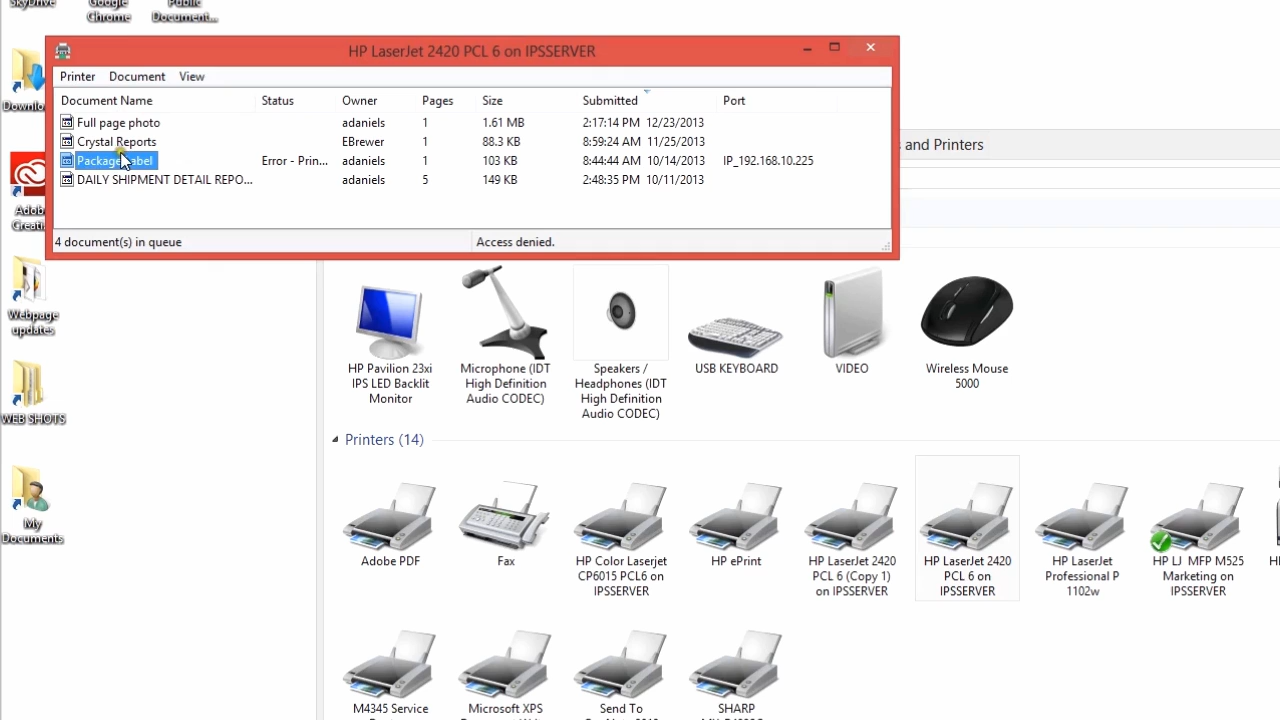 SkyDrive
Google
Chrome
Public
Document...
HP LaserJet 2420 PCL 6 on IPSSERVER
Printer Document View
Document Name Status Owner Pages Size Submitted Port
Full page photo adaniels 1 1.61 MB 2:17:14 PM 12/23/2013
Crystal Reports EBrewer 1 88.3 KB 8:59:24 AM 11/25/2013
Package Label Error - Prin... adaniels 1 103 KB 8:44:44 AM 10/14/2013 IP_192.168.10.225
DAILY SHIPMENT DETAIL REPO... adaniels 5 149 KB 2:48:35 PM 10/11/2013
4 document(s) in queue Access denied.
s and Printers
Downlo
Adob
Creati
Webpage
updates
WEB SHOTS
My
Documents
HP Pavilion 23xi
IPS LED Backlit
Monitor
Microphone (IDT
High Definition
Audio CODEC)
Speakers /
Headphones (IDT
High Definition
Audio CODEC)
USB KEYBOARD
VIDEO
Wireless Mouse
5000
Printers (14)
Adobe PDF
Fax
HP Color Laserjet
CP6015 PCL6 on
IPSSERVER
HP ePrint
HP LaserJet 2420
PCL 6 (Copy 1)
on IPSSERVER
HP LaserJet 2420
PCL 6 on
IPSSERVER
HP LaserJet
Professional P
1102w
HP LJ MFP M525
Marketing on
IPSSERVER
M4345 Service
Microsoft XPS
Send To
SHARP